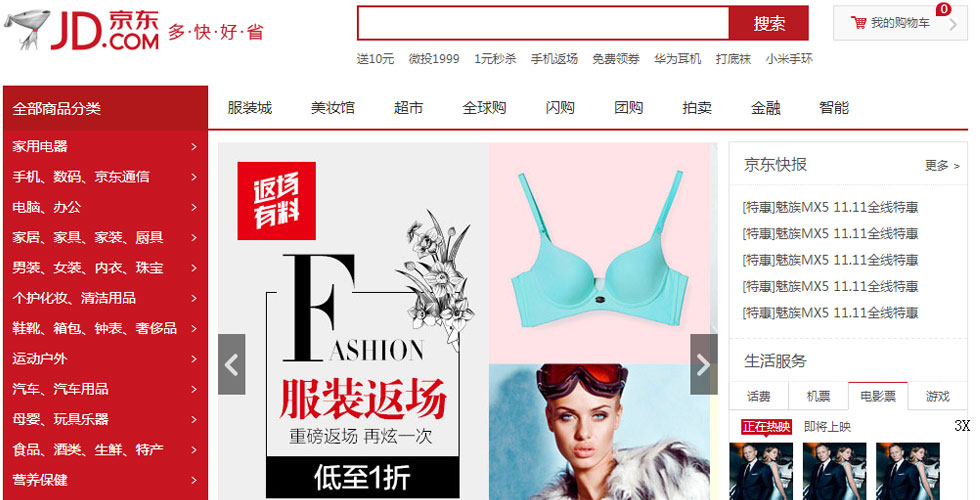 JD.COM 京东
多·快·好·省
搜索
0
我的购物车 >
送10元 微投1999 1元秒杀 手机返场 免费领券 华为耳机 打底袜 小米手环
全部商品分类
服装城 美妆馆 超市 全球购 闪购 团购 拍卖 金融 智能
家用电器 >
手机、数码、京东通信 >
电脑、办公 >
家居、家具、家装、厨具 >
男装、女装、内衣、珠宝 >
个护化妆、清洁用品 >
鞋靴、箱包、钟表、奢侈品 >
运动户外 >
汽车、汽车用品 >
母婴、玩具乐器 >
食品、酒类、生鲜、特产 >
营养保健 >
返场
有料
FASHION
服装返场
重磅返场 再炫一次
低至1折
京东快报
更多 >
[特惠]魅族MX5 11.11全线特惠
[特惠]魅族MX5 11.11全线特惠
[特惠]魅族MX5 11.11全线特惠
[特惠]魅族MX5 11.11全线特惠
[特惠]魅族MX5 11.11全线特惠
生活服务
话费 机票 电影票 游戏
正在热映 即将上映 3X